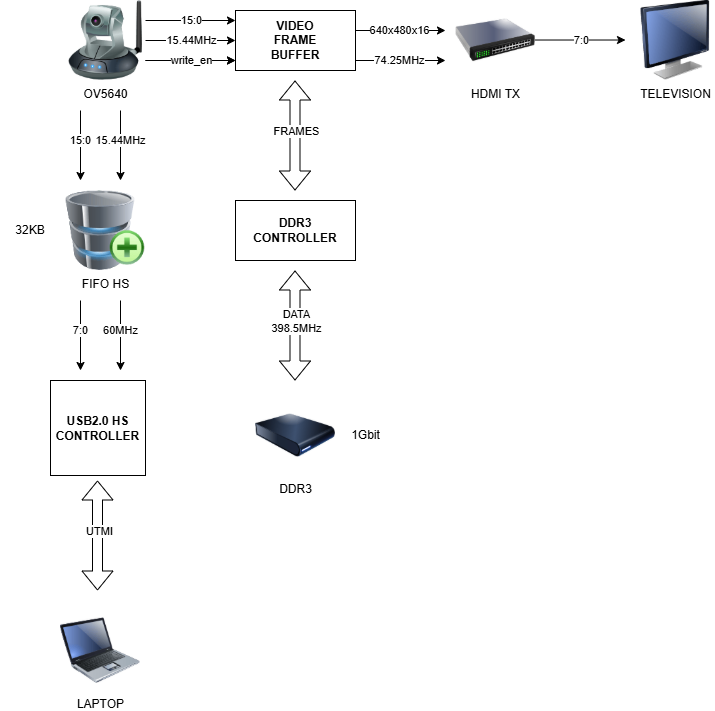 15:0
15.44MHz
write_en
VIDEO
FRAME
BUFFER
640x480x16
74.25MHz
7:0
OV5640
HDMI TX
TELEVISION
15:0
15.44MHz
FRAMES
32KB
FIFO HS
DDR3
CONTROLLER
7:0
60MHz
DATA
398.5MHz
USB2.0 HS
CONTROLLER
1Gbit
DDR3
UTMI
LAPTOP